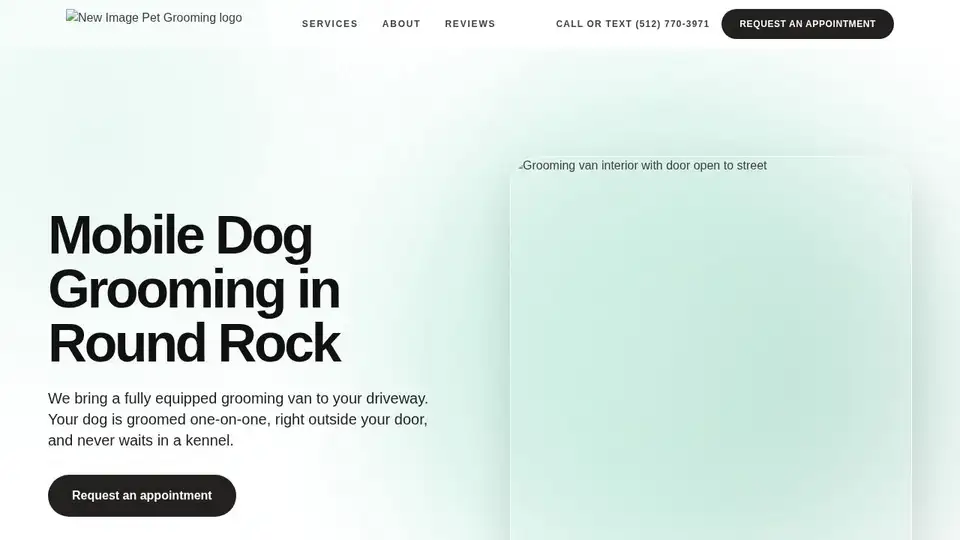 New Image Pet Grooming logo
SERVICES
ABOUT
REVIEWS
CALL OR TEXT (512) 770-3971
REQUEST AN APPOINTMENT
Grooming van interior with door open to street
Mobile Dog
Grooming in
Round Rock
We bring a fully equipped grooming van to your driveway.
Your dog is groomed one-on-one, right outside your door,
and never waits in a kennel.
Request an appointment